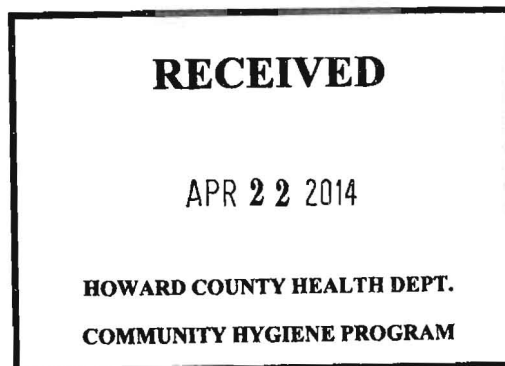 RECEIVED
APR 22 2014
HOWARD COUNTY HEALTH DEPT.
COMMUNITY HYGIENE PROGRAM